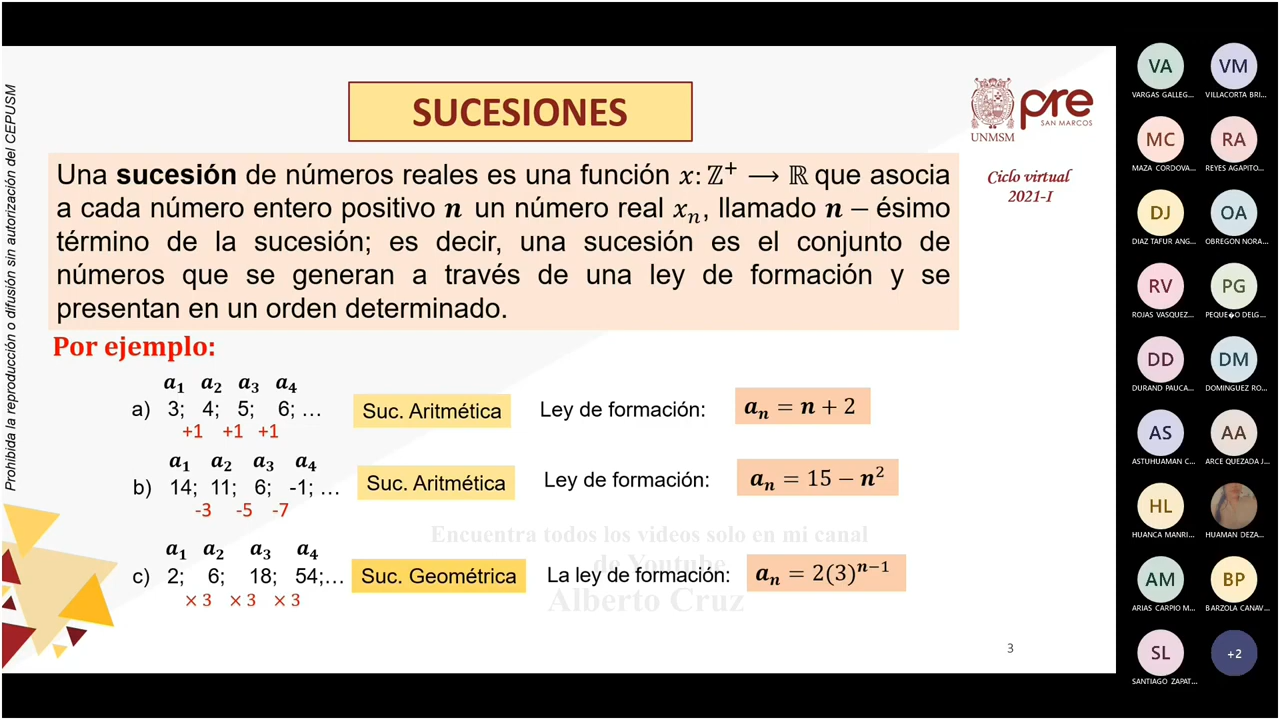 Prohibida la reproducción o difusión sin autorización del CEPUSM
SUCESIONES
UNMSM
pre
SAN MARCOS
Ciclo virtual
2021-I
Una sucesión de números reales es una función x: ℤ⁺ ⟶ ℝ que asocia
a cada número entero positivo n un número real xₙ, llamado n – ésimo
término de la sucesión; es decir, una sucesión es el conjunto de
números que se generan a través de una ley de formación y se
presentan en un orden determinado.
Por ejemplo:
a₁ a₂ a₃ a₄
a) 3; 4; 5; 6; ... Suc. Aritmética Ley de formación: aₙ = n + 2
+1 +1 +1
a₁ a₂ a₃ a₄
b) 14; 11; 6; -1; ... Suc. Aritmética Ley de formación: aₙ = 15 − n²
-3 -5 -7
Encuentra todos los videos solo en mi canal
de Youtube
Alberto Cruz
a₁ a₂ a₃ a₄
c) 2; 6; 18; 54;... Suc. Geométrica La ley de formación: aₙ = 2(3)ⁿ⁻¹
× 3 × 3 × 3
3
VA VM
VARGAS GALLEG... VILLACORTA BRI...
MC RA
MAZA CORDOVA... REYES AGAPITO...
DJ OA
DIAZ TAFUR ANG... OBREGON NORA...
RV PG
ROJAS VASQUEZ... PEQUE�O DELG...
DD DM
DURAND PAUCA... DOMINGUEZ RO...
AS AA
ASTUHUAMAN C... ARCE QUEZADA J...
HL
HUANCA MANRI... HUAMAN DEZA...
AM BP
ARIAS CARPIO M... BARZOLA CANAV...
SL +2
SANTIAGO ZAPAT...